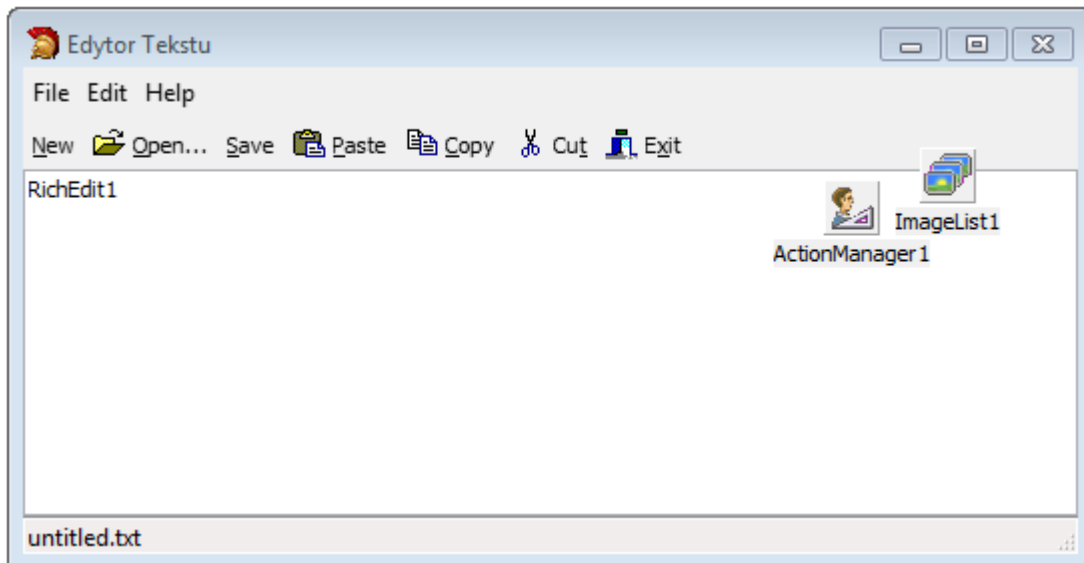 Edytor Tekstu
File Edit Help
New Open... Save Paste Copy Cut Exit
RichEdit1
ImageList1
ActionManager1
untitled.txt